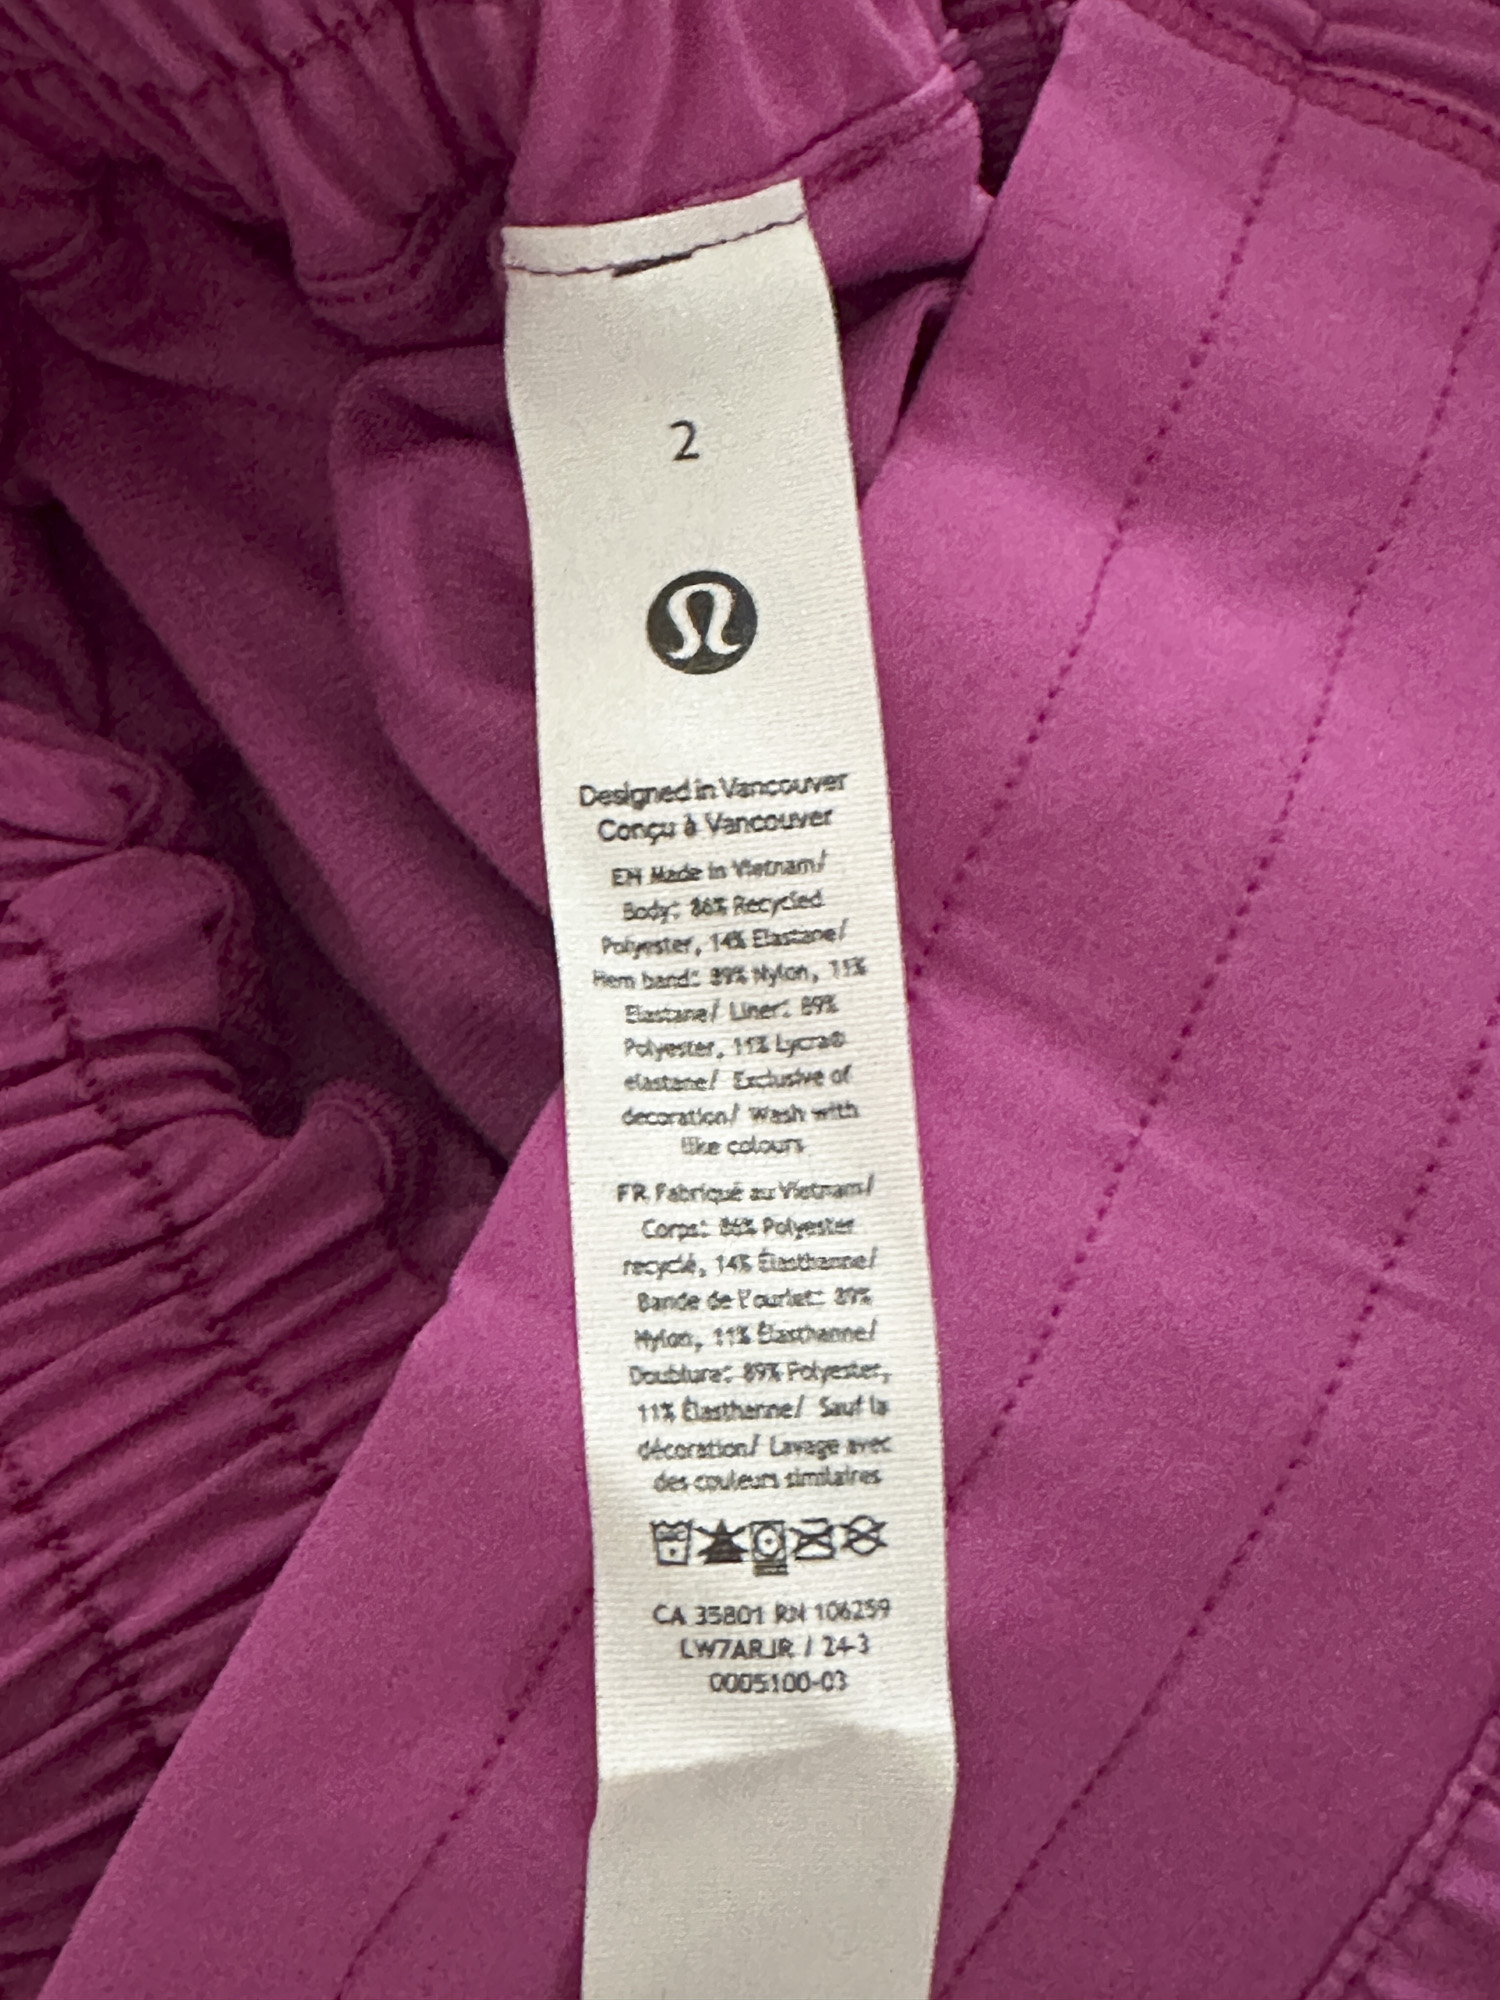 2
Designed in Vancouver
Conçu à Vancouver
EN Made in Vietnam/
Body: 86% Recycled
Polyester, 14% Elastane/
Hem band: 89% Nylon, 11%
Elastane/ Liner: 89%
Polyester, 11% Lycra®
elastane/ Exclusive of
decoration/ Wash with
like colours
FR Fabriqué au Vietnam/
Corps: 86% Polyester
recyclé, 14% Élasthanne/
Bande de l'ourlet: 89%
Nylon, 11% Élasthanne/
Doublure: 89% Polyester,
11% Élasthanne/ Sauf la
décoration/ Lavage avec
des couleurs similaires
CA 35801 RN 106259
LW7ARJR / 24-3
0005100-03